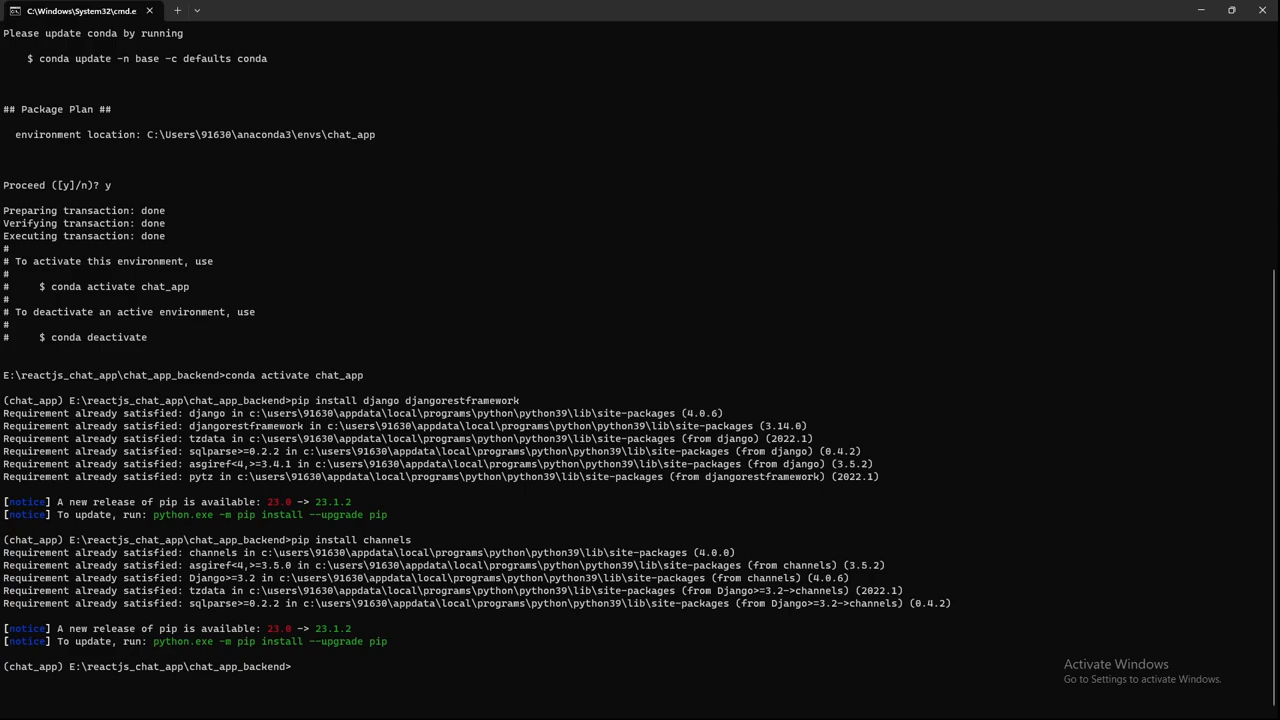 C:\Windows\System32\cmd.e
Please update conda by running
$ conda update -n base -c defaults conda
## Package Plan ##
environment location: C:\Users\91630\anaconda3\envs\chat_app
Proceed ([y]/n)? y
Preparing transaction: done
Verifying transaction: done
Executing transaction: done
#
# To activate this environment, use
#
#     $ conda activate chat_app
#
# To deactivate an active environment, use
#
#     $ conda deactivate
E:\reactjs_chat_app\chat_app_backend>conda activate chat_app
(chat_app) E:\reactjs_chat_app\chat_app_backend>pip install django djangorestframework
Requirement already satisfied: django in c:\users\91630\appdata\local\programs\python\python39\lib\site-packages (4.0.6)
Requirement already satisfied: djangorestframework in c:\users\91630\appdata\local\programs\python\python39\lib\site-packages (3.14.0)
Requirement already satisfied: tzdata in c:\users\91630\appdata\local\programs\python\python39\lib\site-packages (from django) (2022.1)
Requirement already satisfied: sqlparse>=0.2.2 in c:\users\91630\appdata\local\programs\python\python39\lib\site-packages (from django) (0.4.2)
Requirement already satisfied: asgiref<4,>=3.4.1 in c:\users\91630\appdata\local\programs\python\python39\lib\site-packages (from django) (3.5.2)
Requirement already satisfied: pytz in c:\users\91630\appdata\local\programs\python\python39\lib\site-packages (from djangorestframework) (2022.1)
[notice] A new release of pip is available: 23.0 -> 23.1.2
[notice] To update, run: python.exe -m pip install --upgrade pip
(chat_app) E:\reactjs_chat_app\chat_app_backend>pip install channels
Requirement already satisfied: channels in c:\users\91630\appdata\local\programs\python\python39\lib\site-packages (4.0.0)
Requirement already satisfied: asgiref<4,>=3.5.0 in c:\users\91630\appdata\local\programs\python\python39\lib\site-packages (from channels) (3.5.2)
Requirement already satisfied: Django>=3.2 in c:\users\91630\appdata\local\programs\python\python39\lib\site-packages (from channels) (4.0.6)
Requirement already satisfied: tzdata in c:\users\91630\appdata\local\programs\python\python39\lib\site-packages (from Django>=3.2->channels) (2022.1)
Requirement already satisfied: sqlparse>=0.2.2 in c:\users\91630\appdata\local\programs\python\python39\lib\site-packages (from Django>=3.2->channels) (0.4.2)
[notice] A new release of pip is available: 23.0 -> 23.1.2
[notice] To update, run: python.exe -m pip install --upgrade pip
(chat_app) E:\reactjs_chat_app\chat_app_backend>
Activate Windows
Go to Settings to activate Windows.